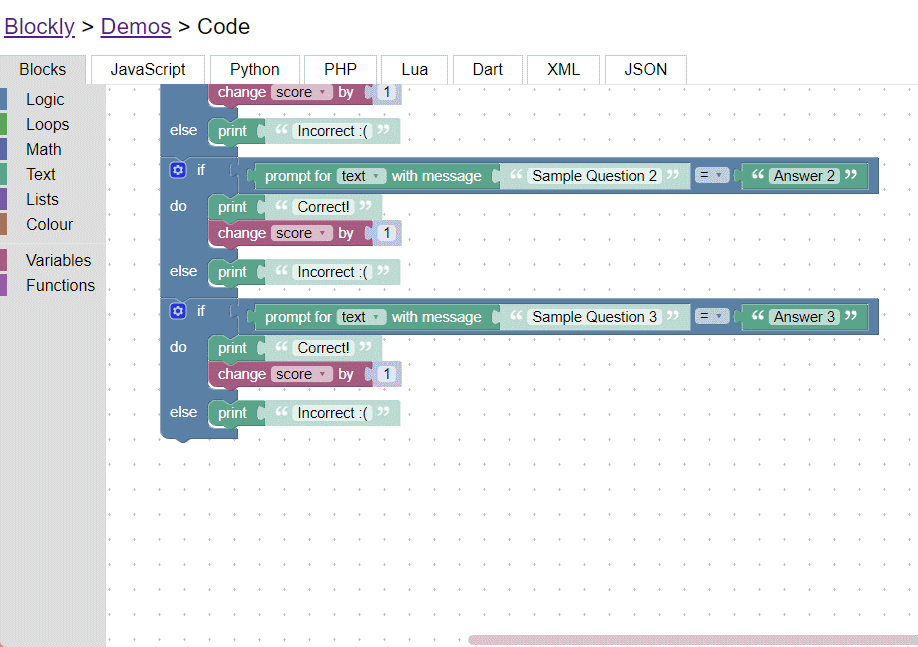 Blockly > Demos > Code
Blocks JavaScript Python PHP Lua Dart XML JSON
Logic
Loops
Math
Text
Lists
Colour
Variables
Functions
change score ▾ by 1
else print “ Incorrect :( ”
if prompt for text ▾ with message “ Sample Question 2 ” = ▾ “ Answer 2 ”
do print “ Correct! ”
change score ▾ by 1
else print “ Incorrect :( ”
if prompt for text ▾ with message “ Sample Question 3 ” = ▾ “ Answer 3 ”
do print “ Correct! ”
change score ▾ by 1
else print “ Incorrect :( ”